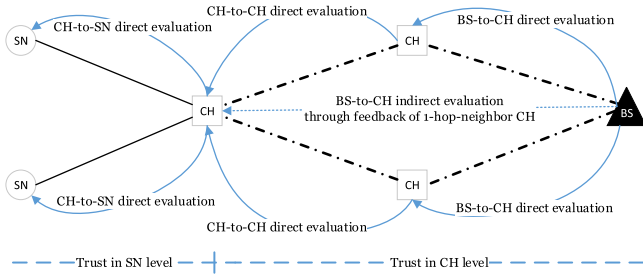 CH-to-SN direct evaluation
CH-to-CH direct evaluation
BS-to-CH direct evaluation
SN
CH
CH
BS-to-CH indirect evaluation
through feedback of 1-hop-neighbor CH
BS
SN
CH
CH-to-SN direct evaluation
CH-to-CH direct evaluation
BS-to-CH direct evaluation
Trust in SN level
Trust in CH level